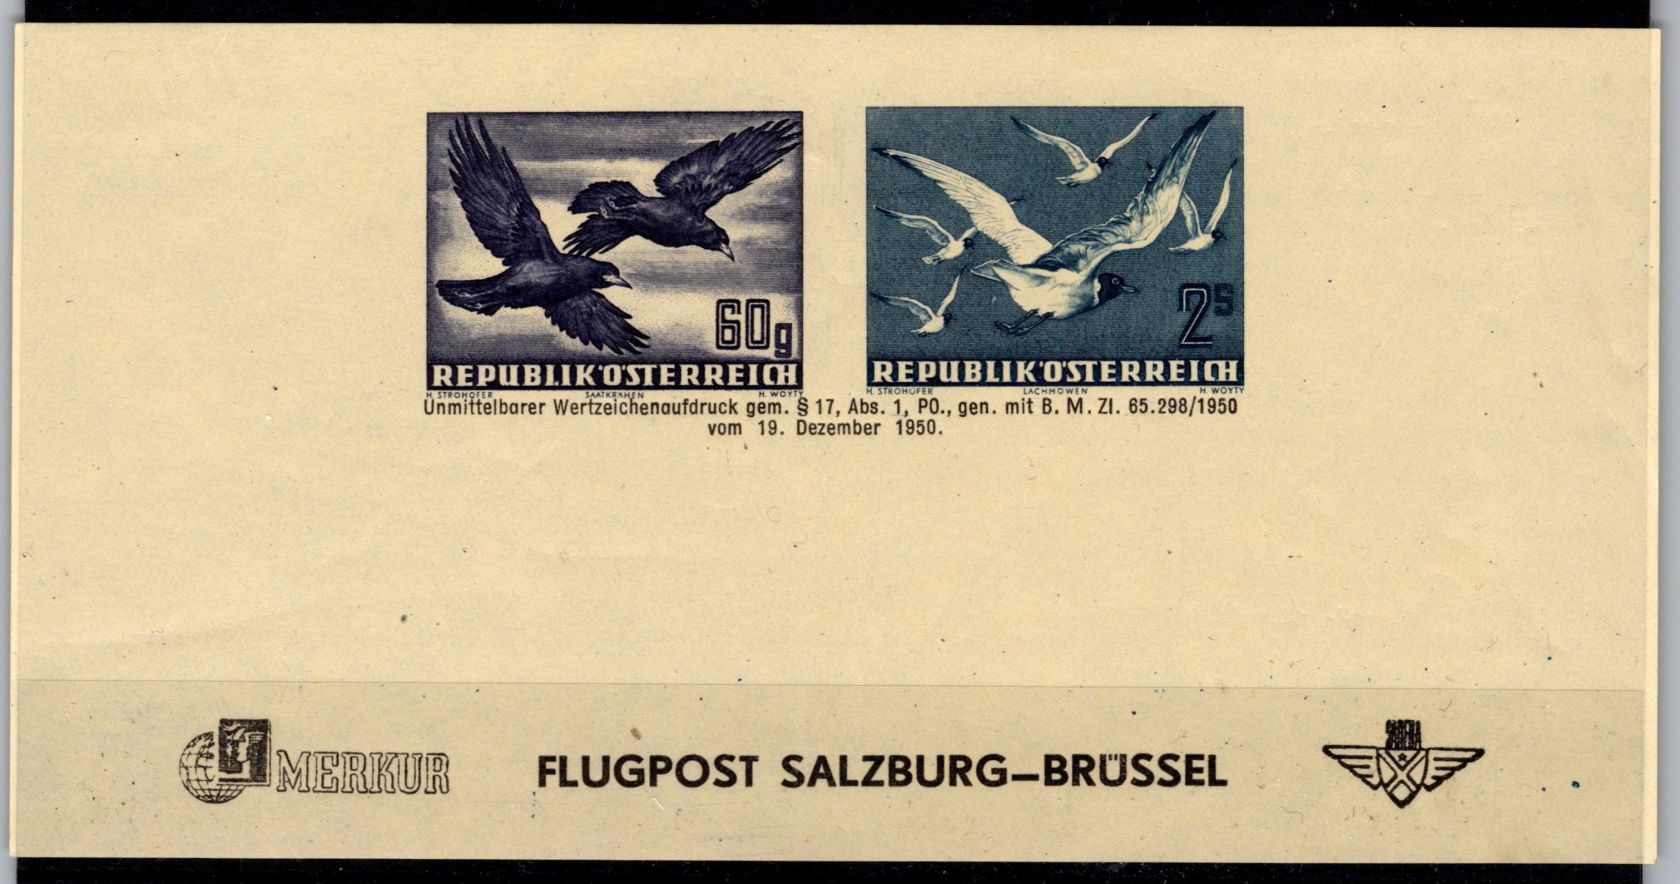 60g
REPUBLIK ÖSTERREICH
H. STROHOFER SAATKRÄHEN H. WOYTY
2S
REPUBLIK ÖSTERREICH
H. STROHOFER LACHMÖWEN H. WOYTY
Unmittelbarer Wertzeichenaufdruck gem. § 17, Abs. 1, PO., gen. mit B. M. Zl. 65.298/1950
vom 19. Dezember 1950.
MERKUR
FLUGPOST SALZBURG–BRÜSSEL